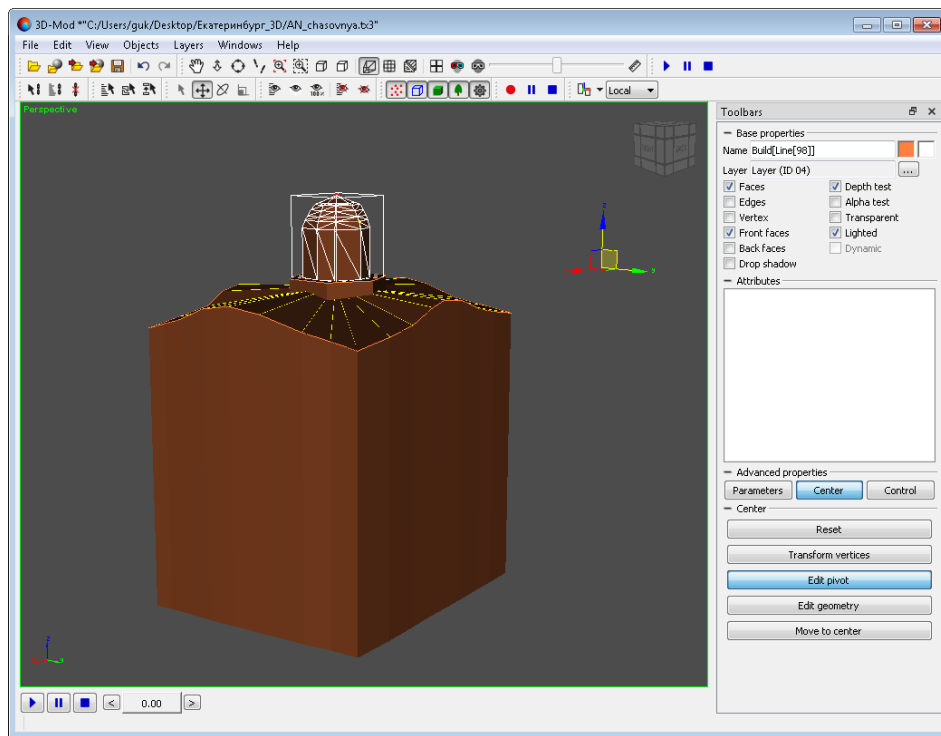 3D-Mod *"C:/Users/guk/Desktop/Екатеринбург_3D/AN_chasovnya.tx3"
File Edit View Objects Layers Windows Help
100%
Local
Perspective
Toolbars
Base properties
Name Build[Line[98]]
Layer Layer (ID 04) ...
Faces Depth test
Edges Alpha test
Vertex Transparent
Front faces Lighted
Back faces Dynamic
Drop shadow
Attributes
Advanced properties
Parameters Center Control
Center
Reset
Transform vertices
Edit pivot
Edit geometry
Move to center
z
y
z
< 0.00 >